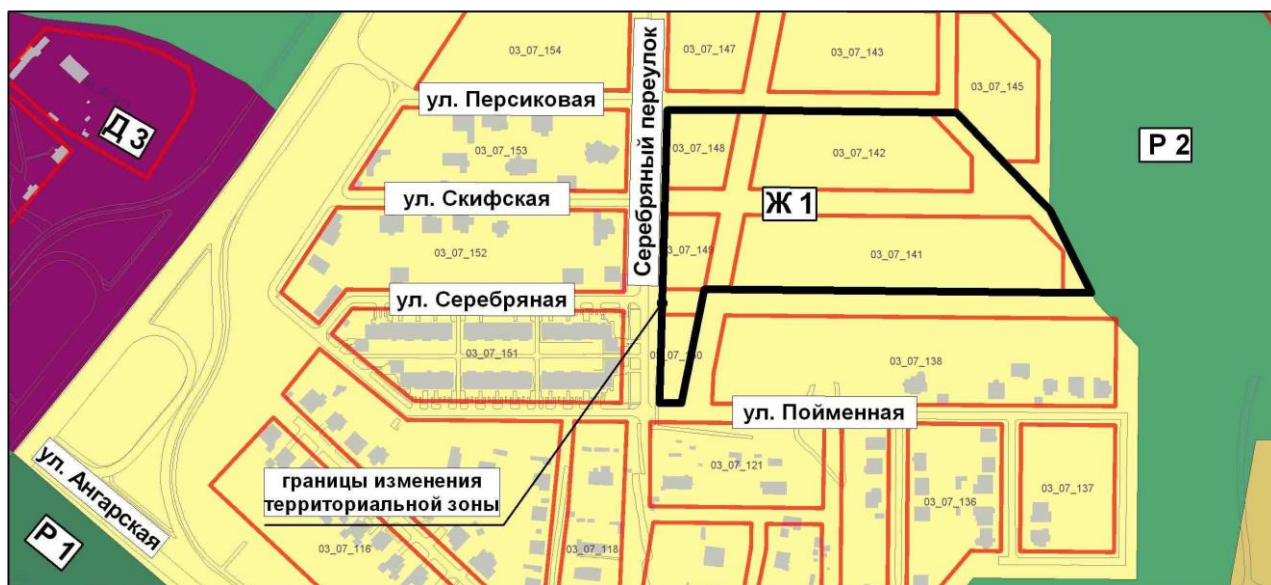 03_07_154
03_07_147
03_07_143
03_07_145
ул. Персиковая
Серебряный переулок
Д 3
Р 2
03_07_153
03_07_148
03_07_142
ул. Скифская
Ж 1
03_07_152
03_07_149
03_07_141
ул. Серебряная
03_07_151
03_07_150
03_07_138
ул. Пойменная
ул. Ангарская
границы изменения
территориальной зоны
03_07_121
03_07_136
03_07_137
Р 1
03_07_116
03_07_118